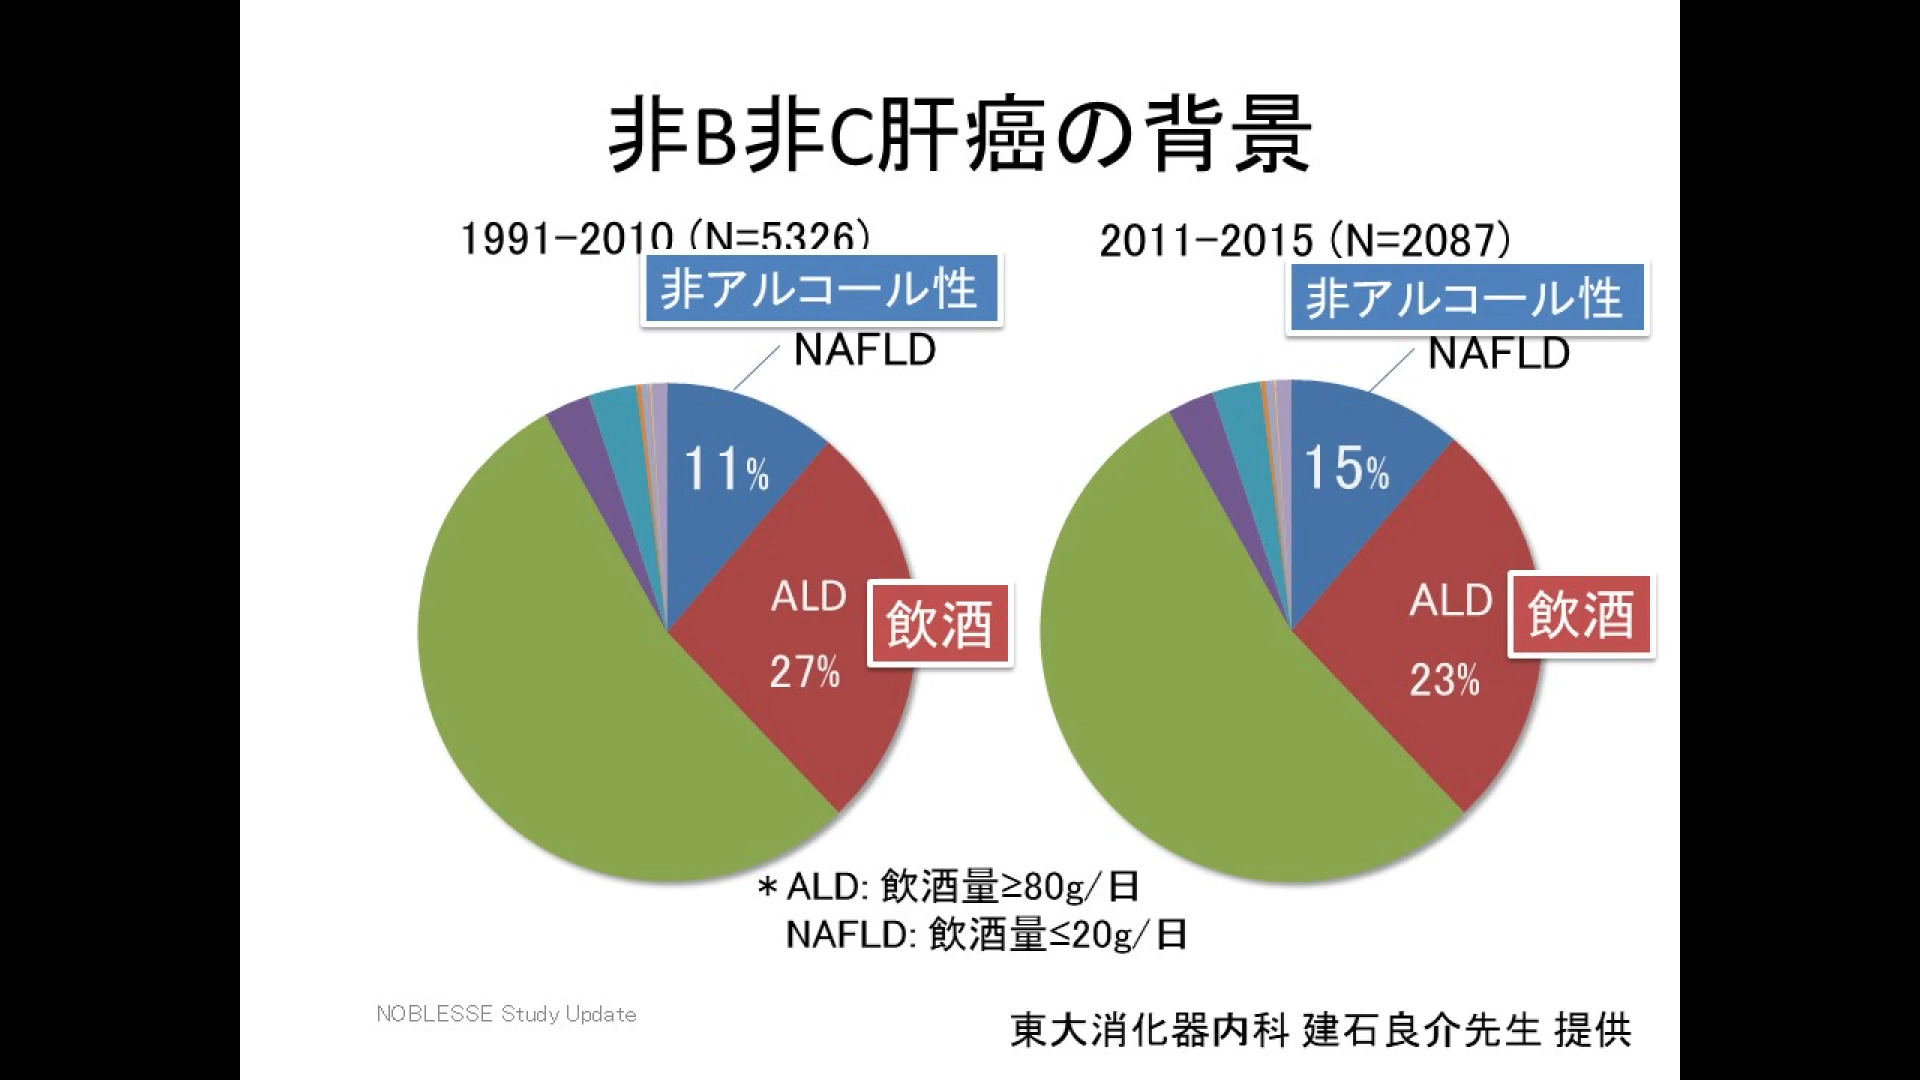 非B非C肝癌の背景
1991-2010 (N=5326)
2011-2015 (N=2087)
非アルコール性
NAFLD
11%
ALD
27%
飲酒
非アルコール性
NAFLD
15%
ALD
23%
飲酒
＊ALD: 飲酒量≥80g/日
NAFLD: 飲酒量≤20g/日
NOBLESSE Study Update
東大消化器内科 建石良介先生 提供